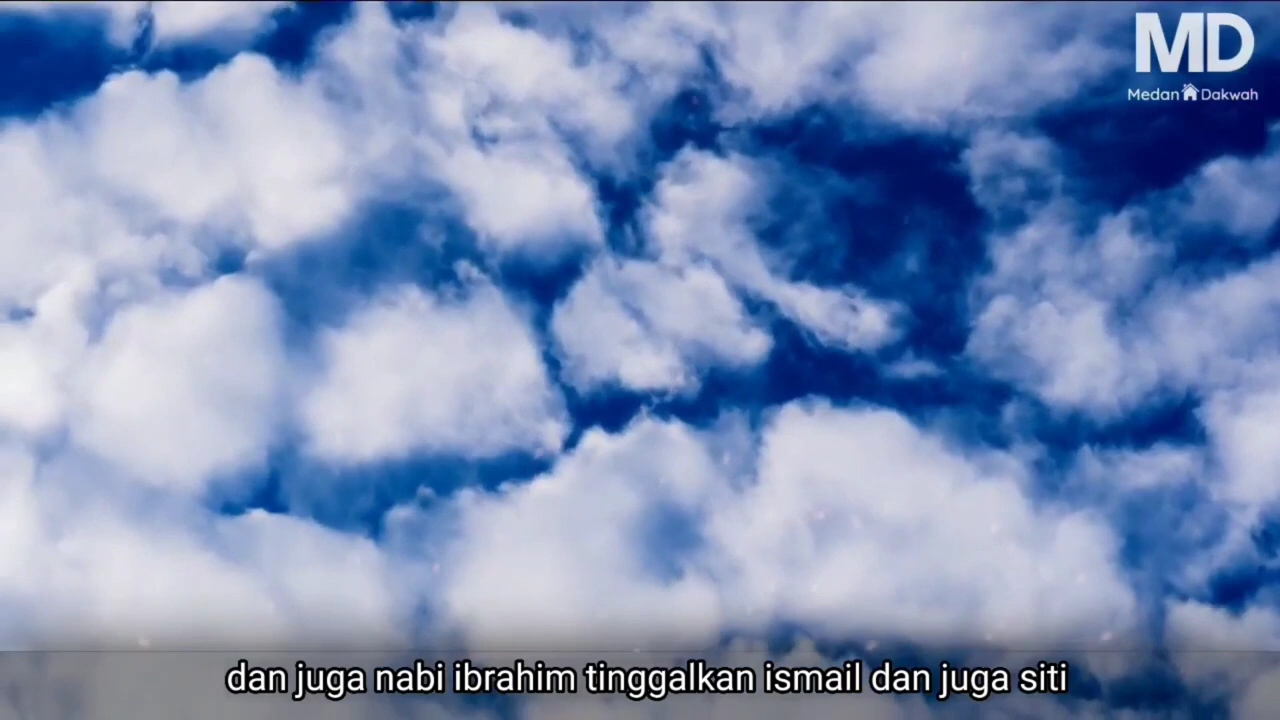 MD
Medan Dakwah
dan juga nabi ibrahim tinggalkan ismail dan juga siti